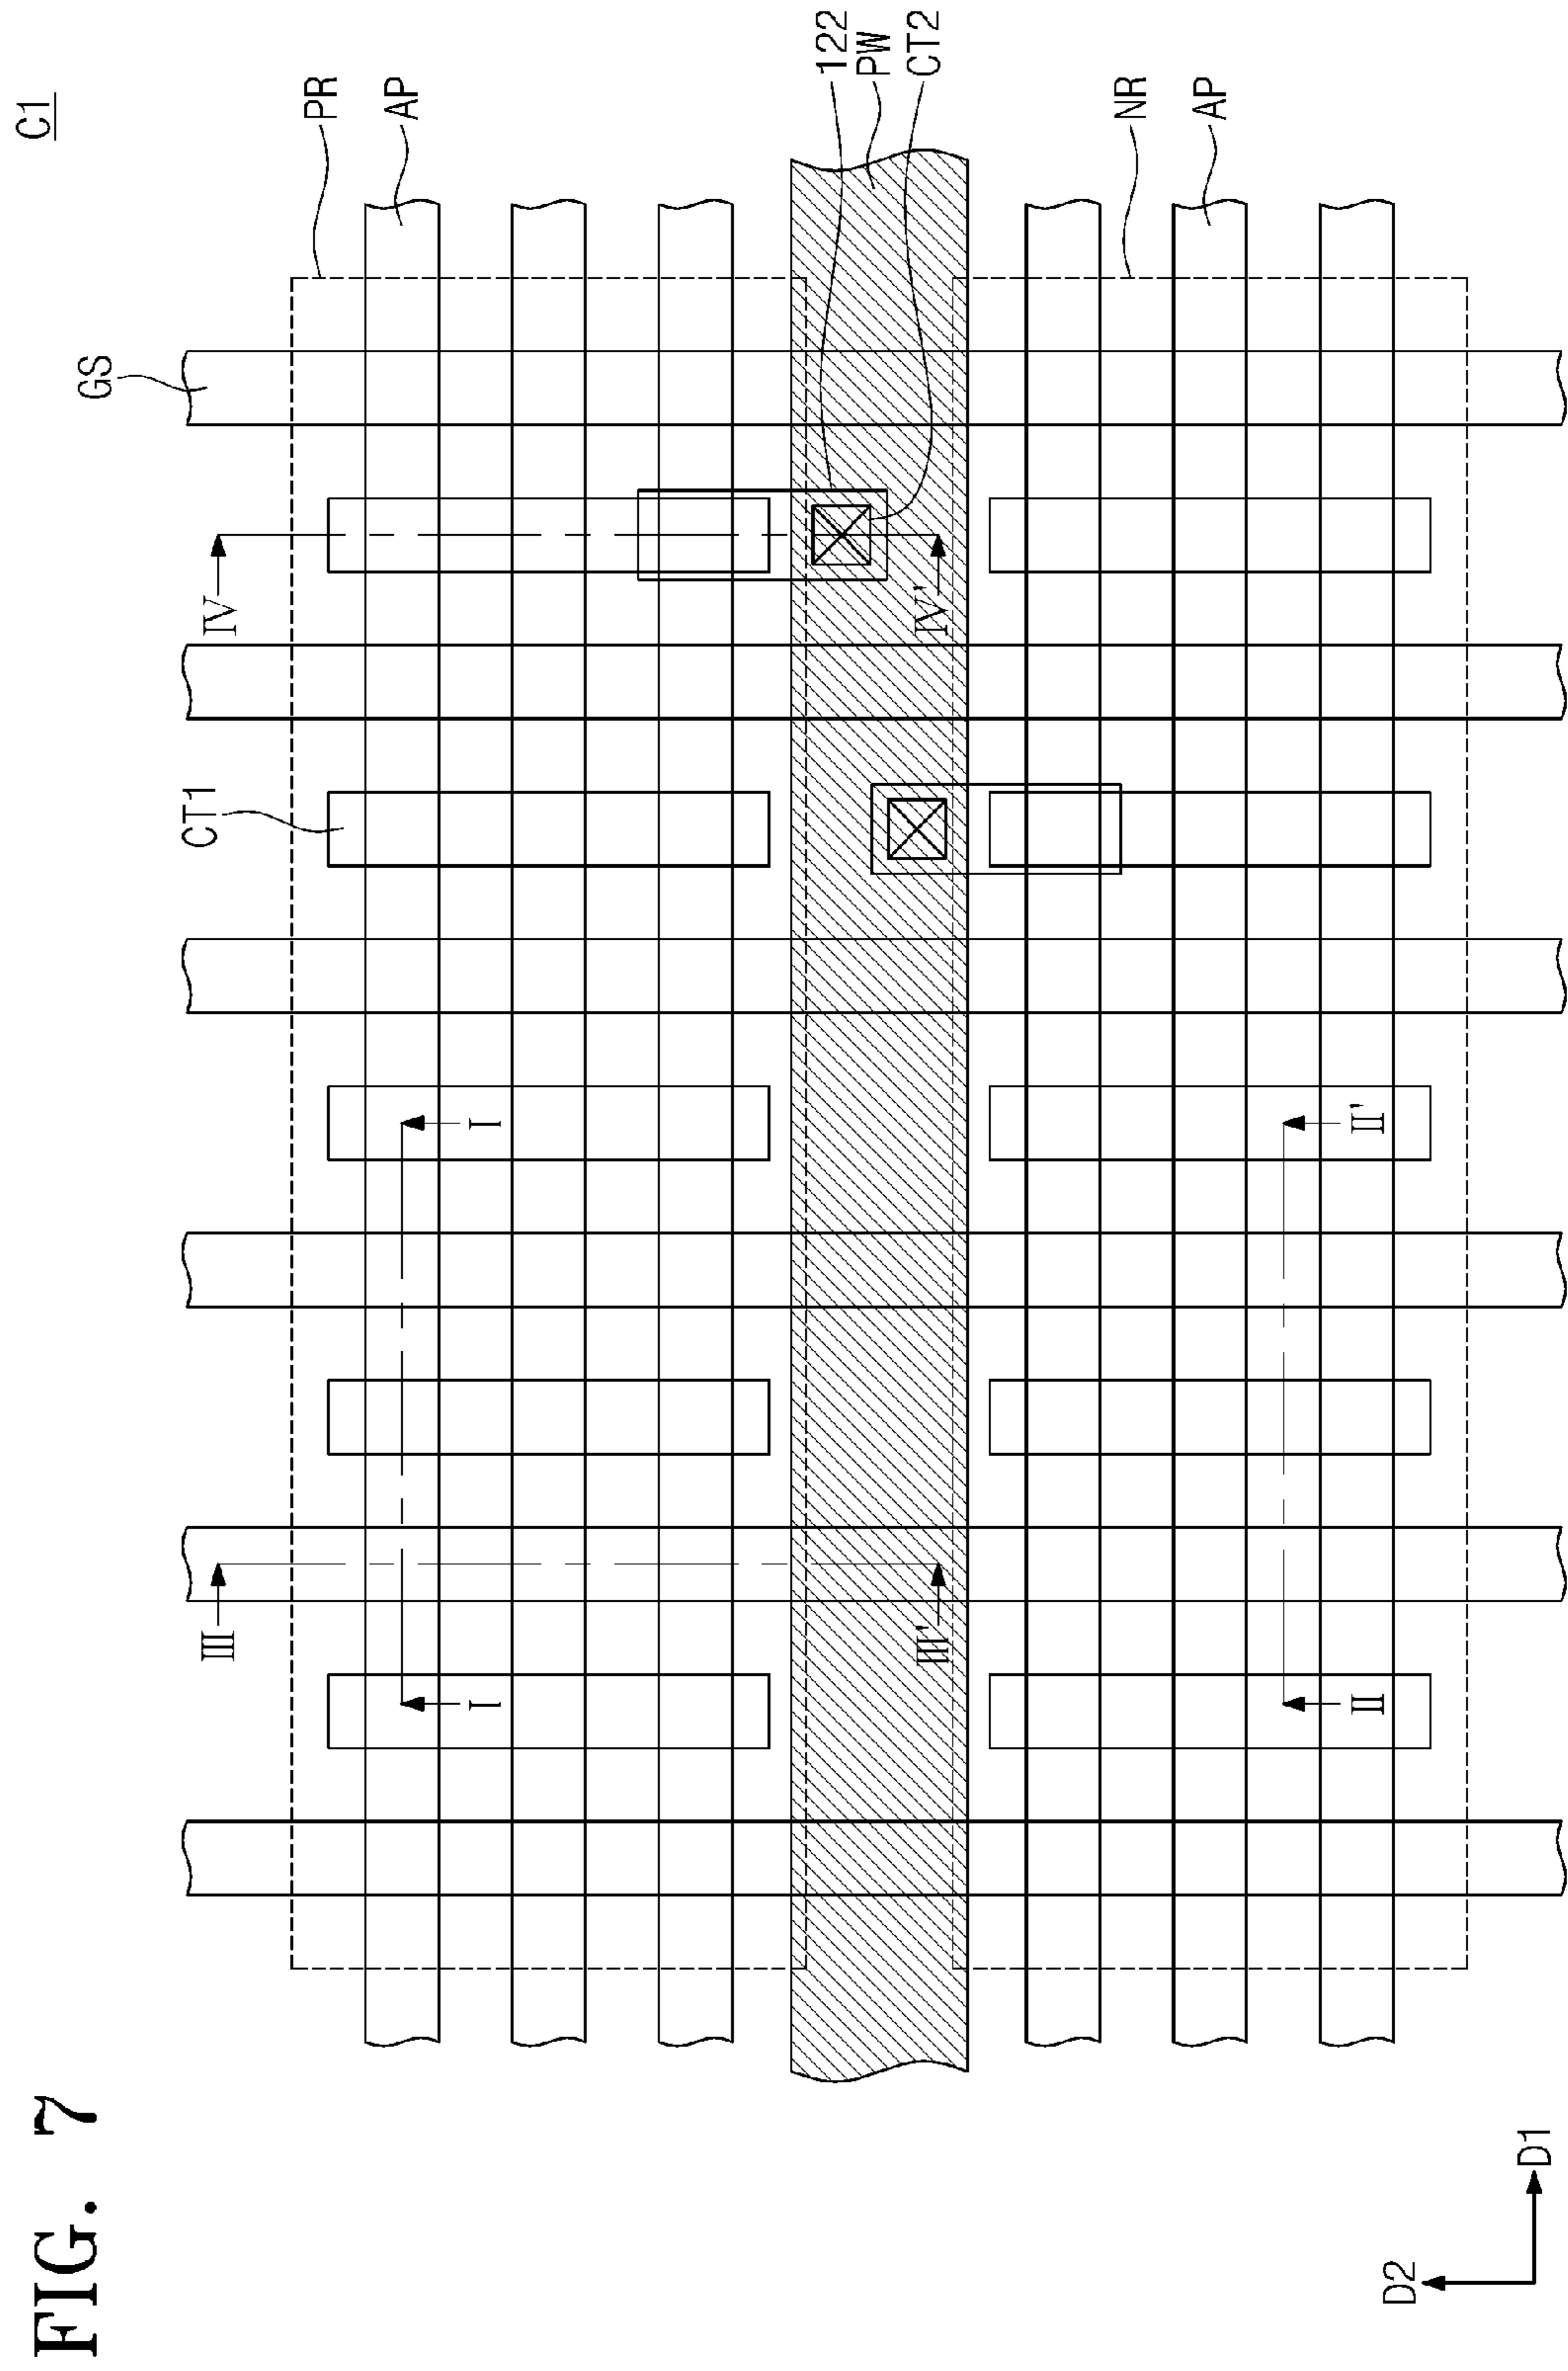 FIG. 7
C1
GS
PR
AP
CT1
122
PW
CT2
NR
AP
IV
IV'
I
I
II
II'
III
III'
D2
D1